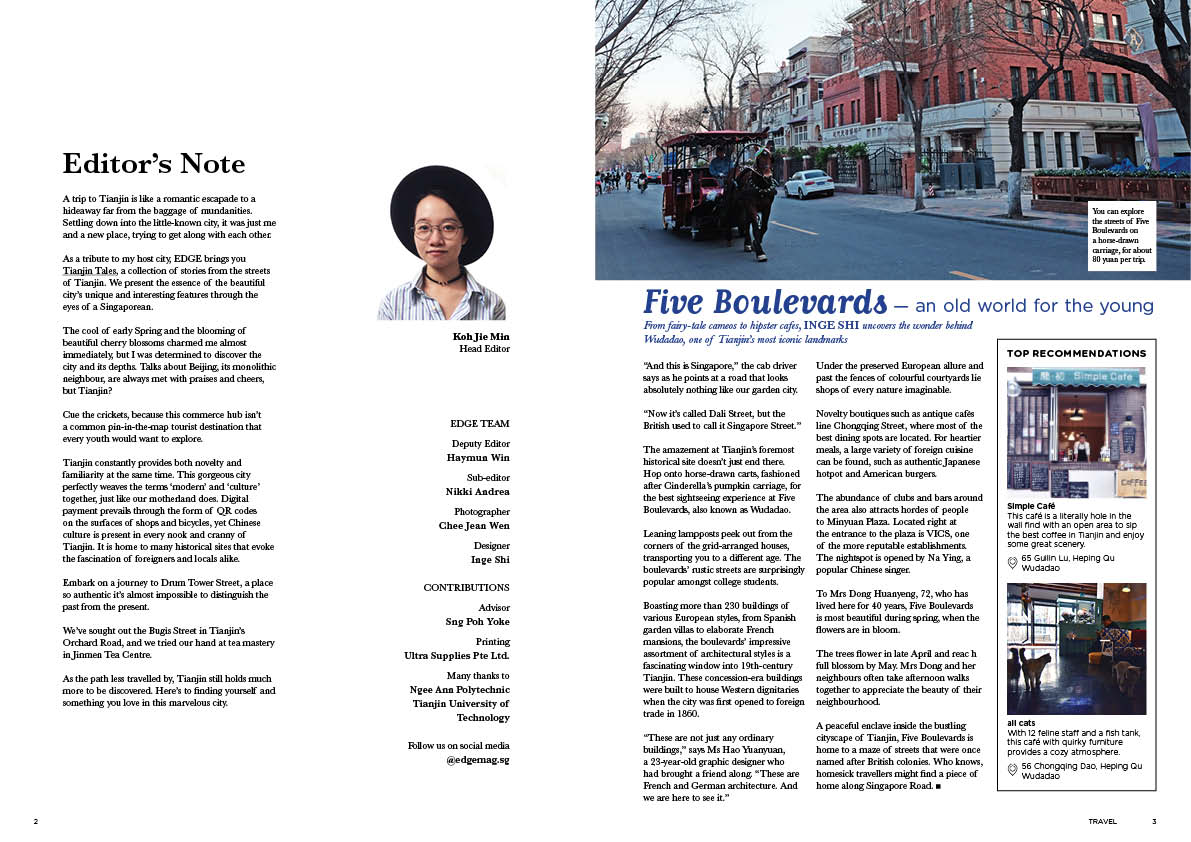 Editor's Note
A trip to Tianjin is like a romantic escapade to a
hideaway far from the baggage of mundanities.
Settling down into the little-known city, it was just me
and a new place, trying to get along with each other.
As a tribute to my host city, EDGE brings you
Tianjin Tales, a collection of stories from the streets
of Tianjin. We present the essence of the beautiful
city's unique and interesting features through the
eyes of a Singaporean.
The cool of early Spring and the blooming of
beautiful cherry blossoms charmed me almost
immediately, but I was determined to discover the
city and its depths. Talks about Beijing, its monolithic
neighbour, are always met with praises and cheers,
but Tianjin?
Cue the crickets, because this commerce hub isn't
a common pin-in-the-map tourist destination that
every youth would want to explore.
Tianjin constantly provides both novelty and
familiarity at the same time. This gorgeous city
perfectly weaves the terms 'modern' and 'culture'
together, just like our motherland does. Digital
payment prevails through the form of QR codes
on the surfaces of shops and bicycles, yet Chinese
culture is present in every nook and cranny of
Tianjin. It is home to many historical sites that evoke
the fascination of foreigners and locals alike.
Embark on a journey to Drum Tower Street, a place
so authentic it's almost impossible to distinguish the
past from the present.
We've sought out the Bugis Street in Tianjin's
Orchard Road, and we tried our hand at tea mastery
in Jinmen Tea Centre.
As the path less travelled by, Tianjin still holds much
more to be discovered. Here's to finding yourself and
something you love in this marvelous city.
Koh Jie Min
Head Editor
EDGE TEAM
Deputy Editor
Haymun Win
Sub-editor
Nikki Andrea
Photographer
Chee Jean Wen
Designer
Inge Shi
CONTRIBUTIONS
Advisor
Sng Poh Yoke
Printing
Ultra Supplies Pte Ltd.
Many thanks to
Ngee Ann Polytechnic
Tianjin University of
Technology
Follow us on social media
@edgemag.sg
2
You can explore
the streets of Five
Boulevards on
a horse-drawn
carriage, for about
80 yuan per trip.
Five Boulevards — an old world for the young
From fairy-tale cameos to hipster cafes, INGE SHI uncovers the wonder behind
Wudadao, one of Tianjin's most iconic landmarks
"And this is Singapore," the cab driver
says as he points at a road that looks
absolutely nothing like our garden city.
"Now it's called Dali Street, but the
British used to call it Singapore Street."
The amazement at Tianjin's foremost
historical site doesn't just end there.
Hop onto horse-drawn carts, fashioned
after Cinderella's pumpkin carriage, for
the best sightseeing experience at Five
Boulevards, also known as Wudadao.
Leaning lampposts peek out from the
corners of the grid-arranged houses,
transporting you to a different age. The
boulevards' rustic streets are surprisingly
popular amongst college students.
Boasting more than 230 buildings of
various European styles, from Spanish
garden villas to elaborate French
mansions, the boulevards' impressive
assortment of architectural styles is a
fascinating window into 19th-century
Tianjin. These concession-era buildings
were built to house Western dignitaries
when the city was first opened to foreign
trade in 1860.
"These are not just any ordinary
buildings," says Ms Hao Yuanyuan,
a 23-year-old graphic designer who
had brought a friend along. "These are
French and German architecture. And
we are here to see it."
Under the preserved European allure and
past the fences of colourful courtyards lie
shops of every nature imaginable.
Novelty boutiques such as antique cafés
line Chongqing Street, where most of the
best dining spots are located. For heartier
meals, a large variety of foreign cuisine
can be found, such as authentic Japanese
hotpot and American burgers.
The abundance of clubs and bars around
the area also attracts hordes of people
to Minyuan Plaza. Located right at
the entrance to the plaza is VICS, one
of the more reputable establishments.
The nightspot is opened by Na Ying, a
popular Chinese singer.
To Mrs Dong Huanyeng, 72, who has
lived here for 40 years, Five Boulevards
is most beautiful during spring, when the
flowers are in bloom.
The trees flower in late April and reac h
full blossom by May. Mrs Dong and her
neighbours often take afternoon walks
together to appreciate the beauty of their
neighbourhood.
A peaceful enclave inside the bustling
cityscape of Tianjin, Five Boulevards is
home to a maze of streets that were once
named after British colonies. Who knows,
homesick travellers might find a piece of
home along Singapore Road. ■
TOP RECOMMENDATIONS
Simple Cafe
COFFEE
Simple Café
This café is a literally hole in the
wall find with an open area to sip
the best coffee in Tianjin and enjoy
some great scenery.
65 Guilin Lu, Heping Qu
Wudadao
all cats
With 12 feline staff and a fish tank,
this café with quirky furniture
provides a cozy atmosphere.
56 Chongqing Dao, Heping Qu
Wudadao
TRAVEL
3